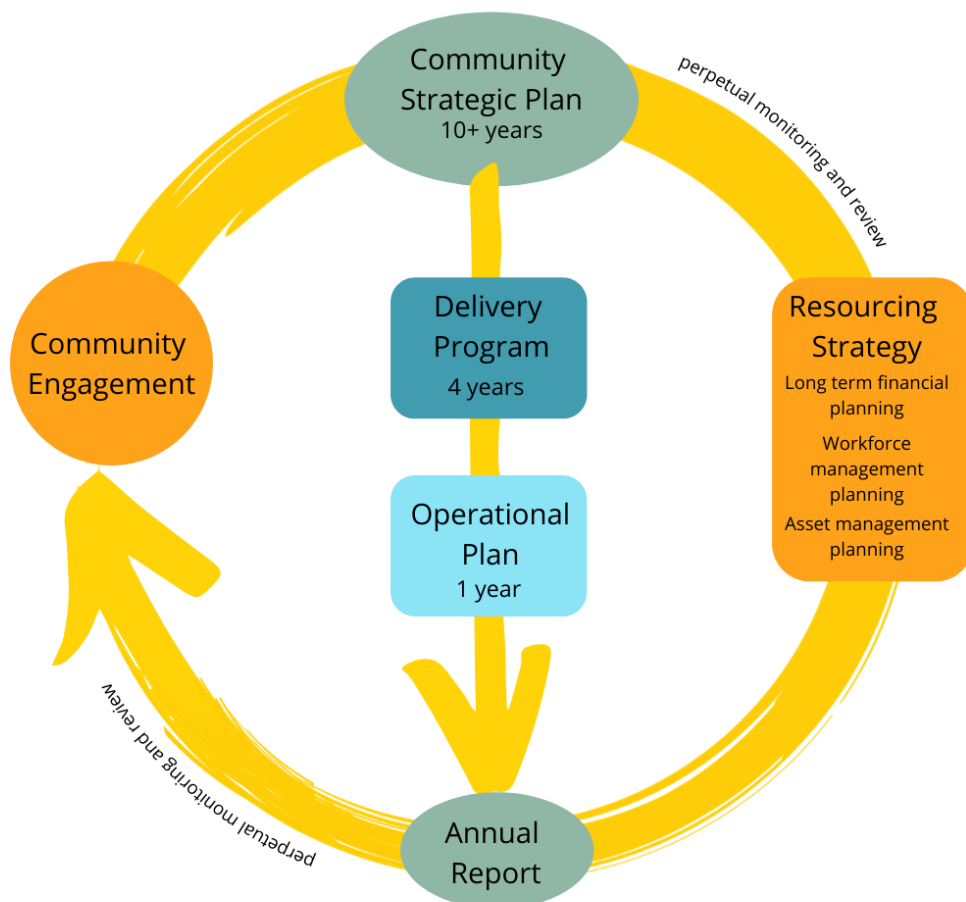 Community
Strategic Plan
10+ years
perpetual monitoring and review
Community
Engagement
Delivery
Program
4 years
Resourcing
Strategy
Long term financial
planning
Workforce
management
planning
Asset management
planning
Operational
Plan
1 year
perpetual monitoring and review
Annual
Report